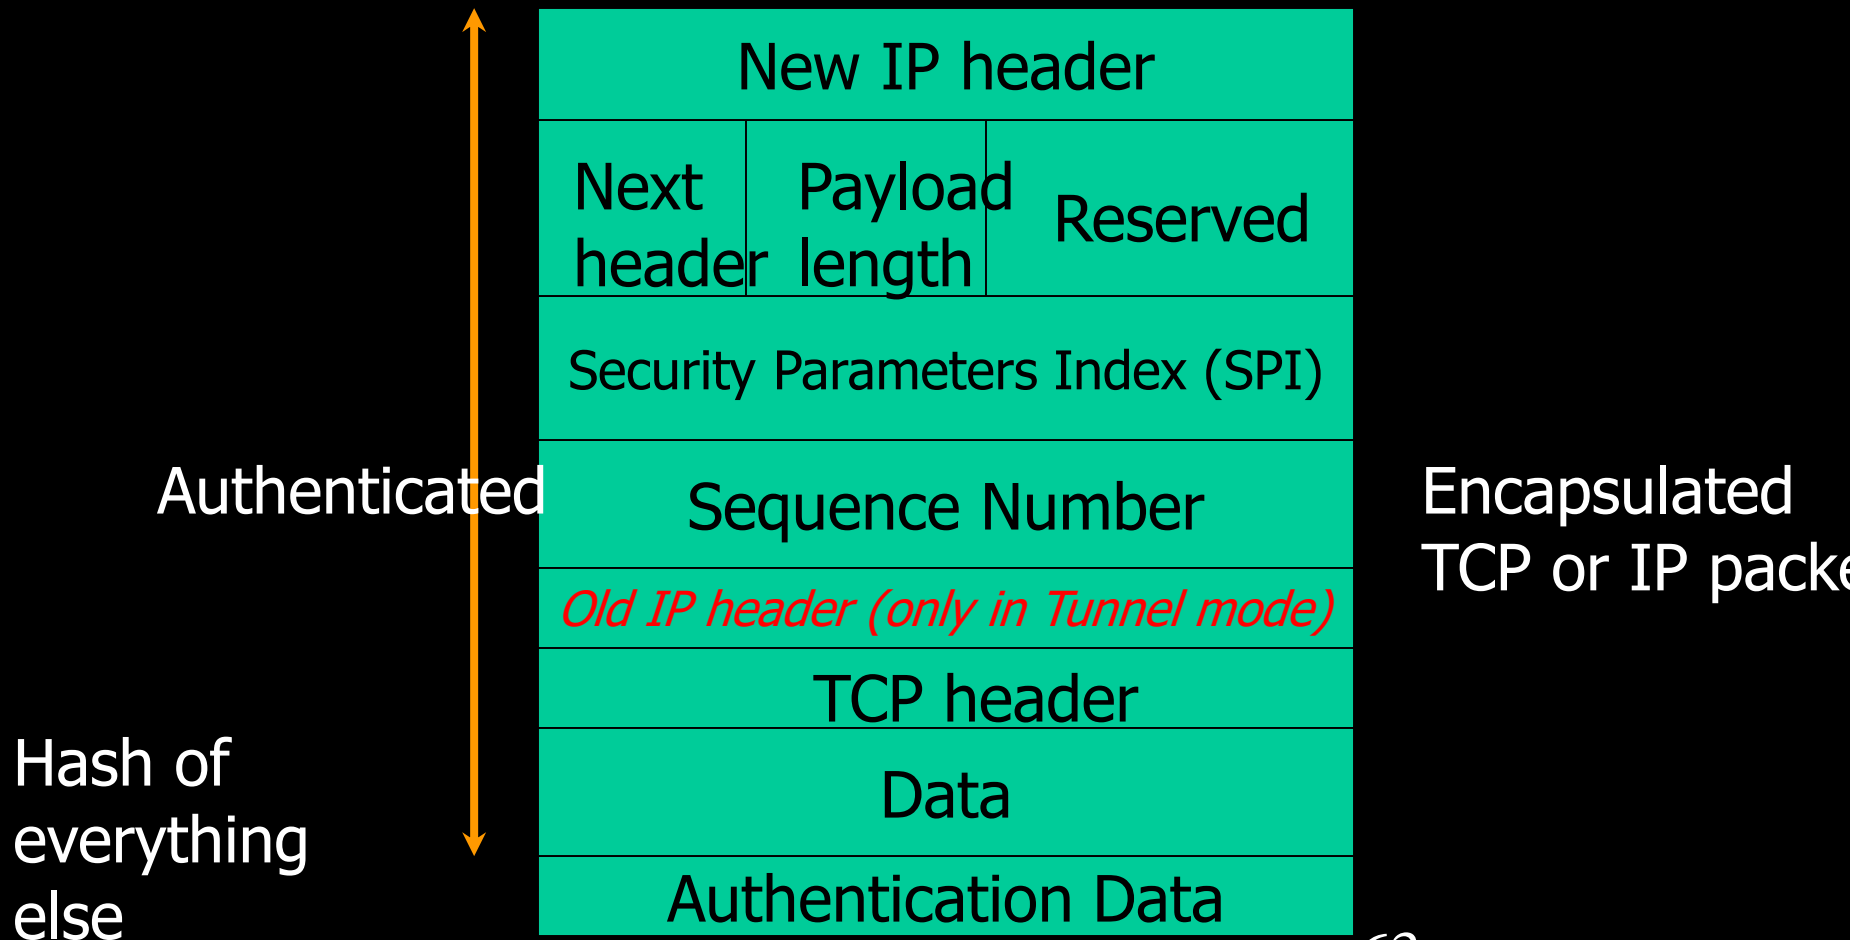 New IP header
Next
header
Payload
length
Reserved
Security Parameters Index (SPI)
Authenticated
Sequence Number
Encapsulated
TCP or IP
Old IP header (only in Tunnel mode)
TCP header
Hash of
everything
else
Data
Authentication Data